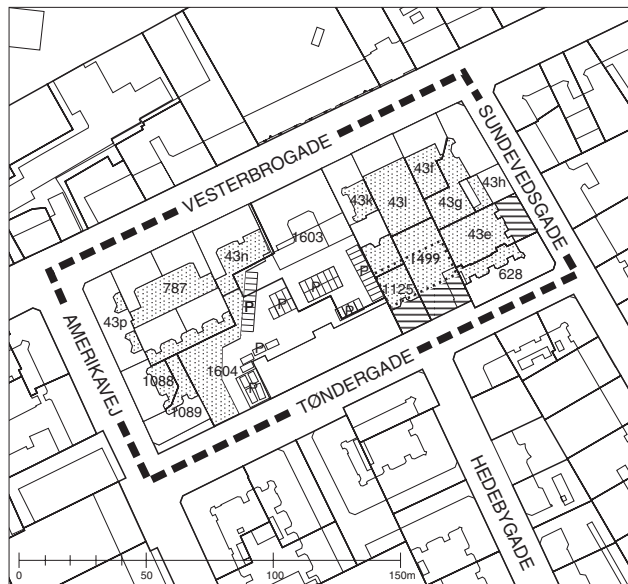 VESTERBROGADE
SUNDEVEDSGADE
43f
43h
43k
43l
43g
43e
1603
43n
1499
628
787
P
P
P
P
1125
P
43p
AMERIKAVEJ
P
1604
1088
P
1089
TØNDERGADE
HEDEBYGADE
0 50 100 150m